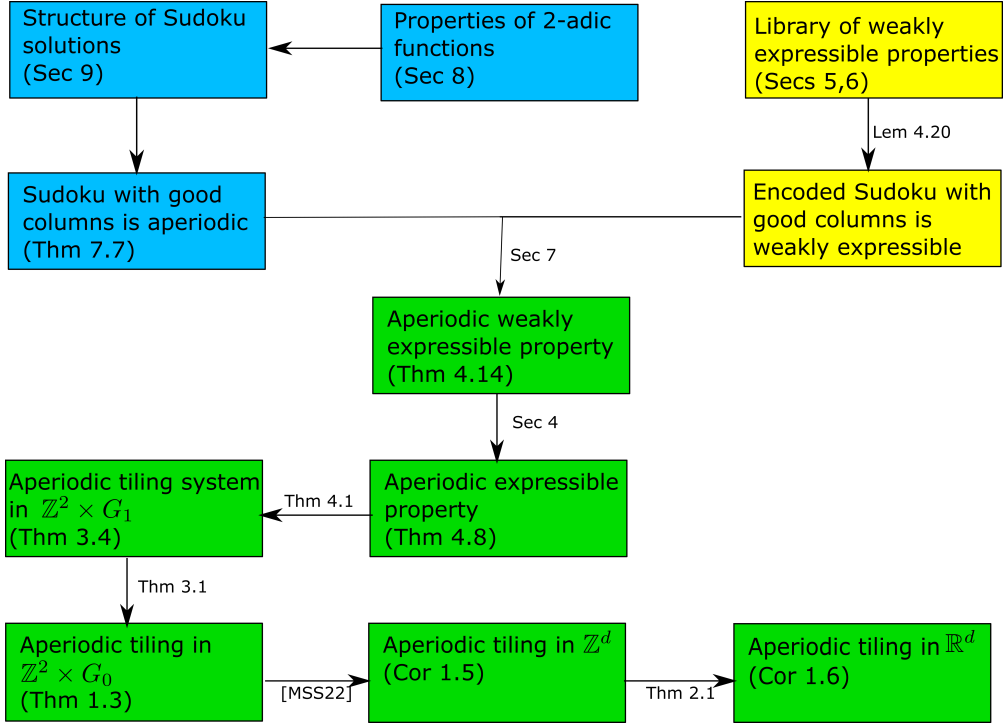 Structure of Sudoku
solutions
(Sec 9)
Properties of 2-adic
functions
(Sec 8)
Library of weakly
expressible properties
(Secs 5,6)
Lem 4.20
Sudoku with good
columns is aperiodic
(Thm 7.7)
Encoded Sudoku with
good columns is
weakly expressible
Sec 7
Aperiodic weakly
expressible property
(Thm 4.14)
Sec 4
Aperiodic tiling system
in ℤ² × G₁
(Thm 3.4)
Thm 4.1
Aperiodic expressible
property
(Thm 4.8)
Thm 3.1
Aperiodic tiling in
ℤ² × G₀
(Thm 1.3)
[MSS22]
Aperiodic tiling in ℤᵈ
(Cor 1.5)
Thm 2.1
Aperiodic tiling in ℝᵈ
(Cor 1.6)